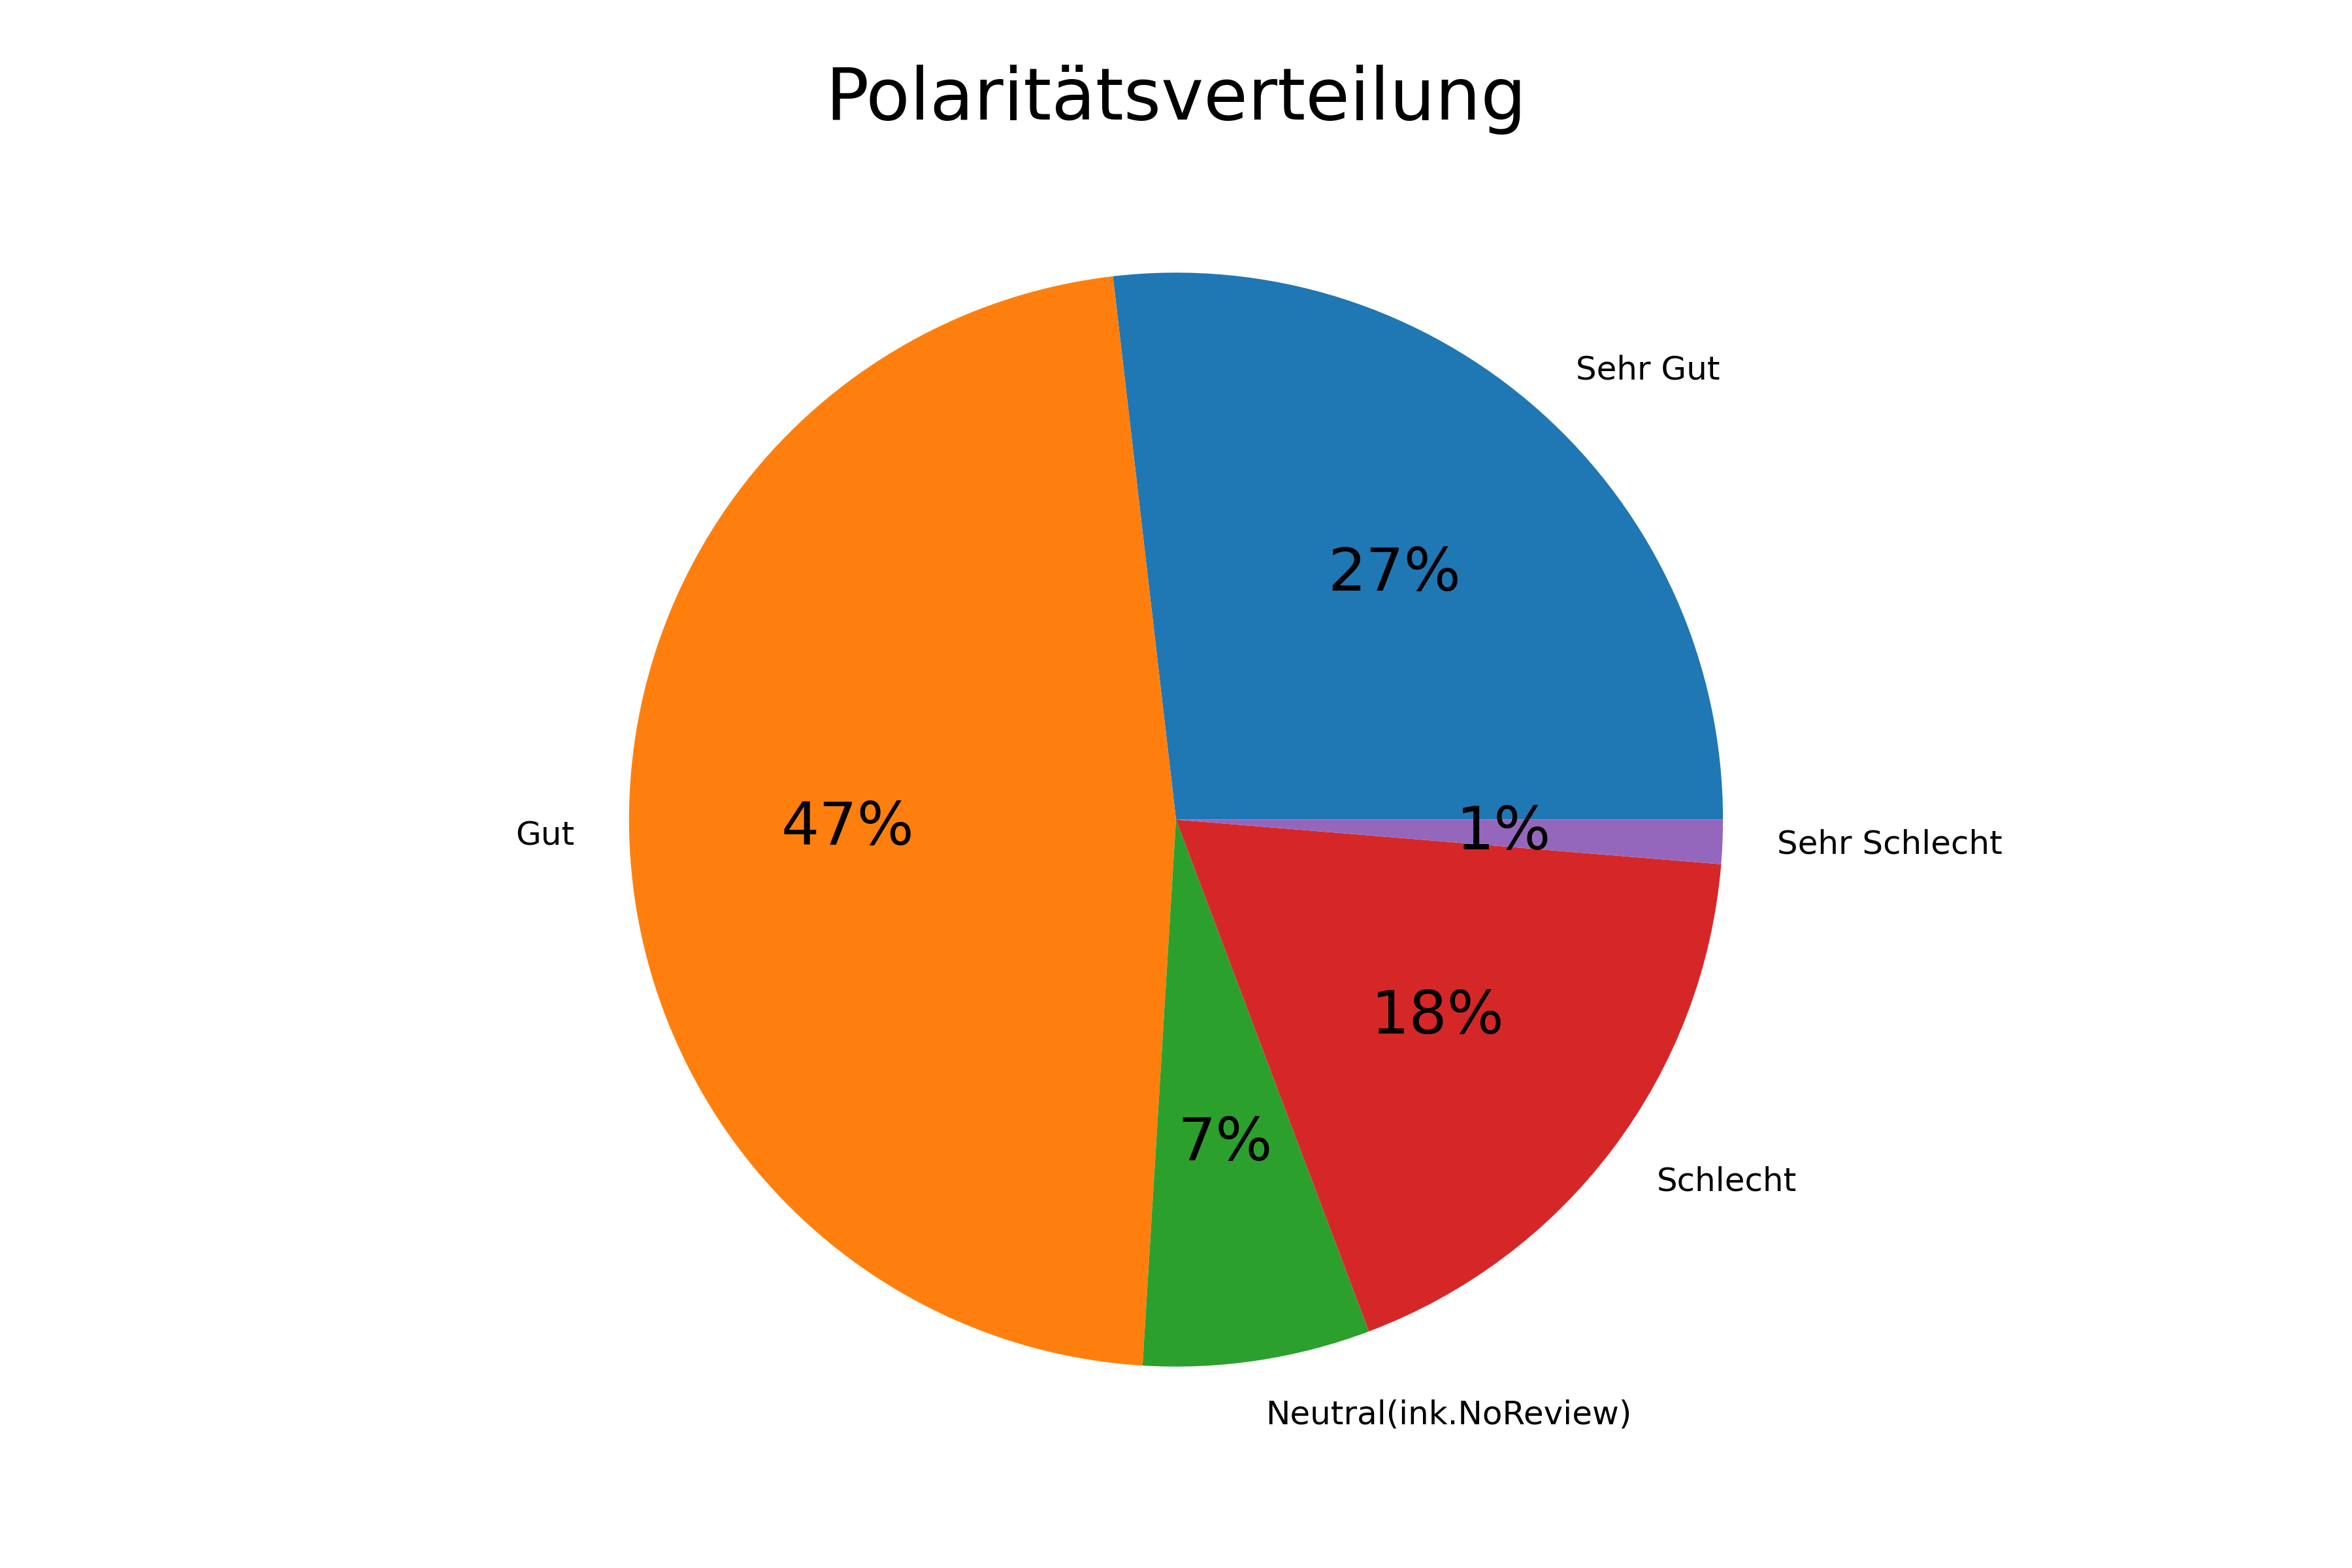 Polaritätsverteilung
Sehr Gut
27%
Gut
47%
1%
Sehr Schlecht
18%
7%
Schlecht
Neutral(ink.NoReview)